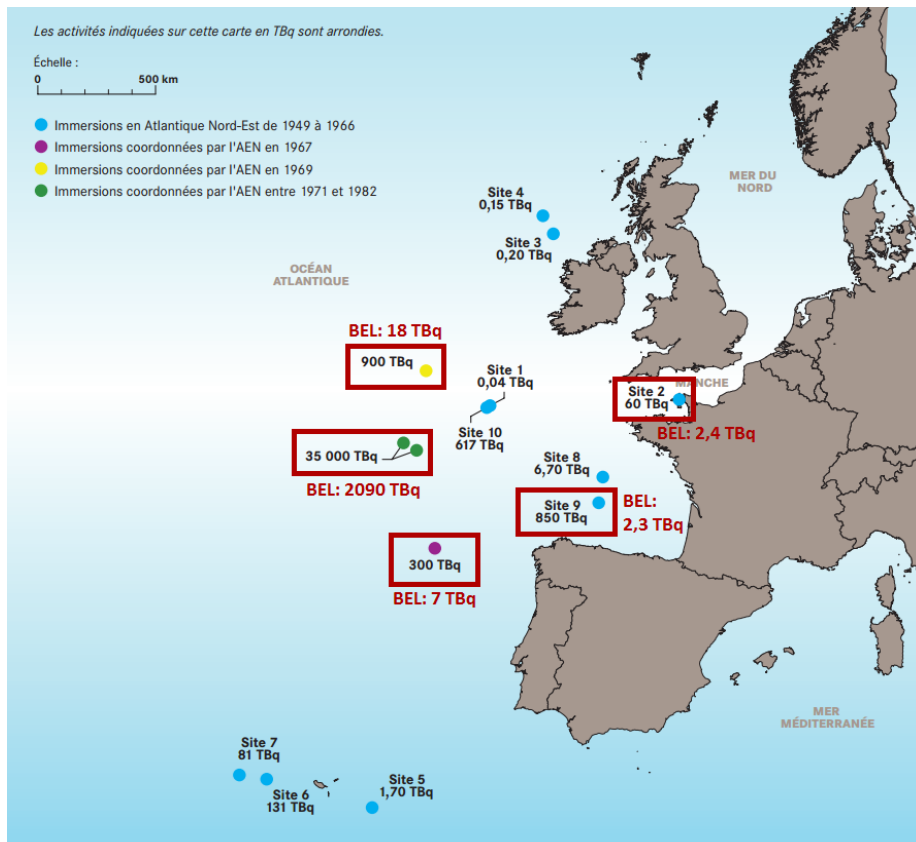 Les activités indiquées sur cette carte en TBq sont arrondies.
Échelle :
0 500 km
Immersions en Atlantique Nord-Est de 1949 à 1966
Immersions coordonnées par l'AEN en 1967
Immersions coordonnées par l'AEN en 1969
Immersions coordonnées par l'AEN entre 1971 et 1982
MER DU
NORD
Site 4
0,15 TBq
Site 3
0,20 TBq
OCÉAN
ATLANTIQUE
BEL: 18 TBq
900 TBq
Site 1
0,04 TBq
MANCHE
Site 2
60 TBq
BEL: 2,4 TBq
Site 10
617 TBq
35 000 TBq
BEL: 2090 TBq
Site 8
6,70 TBq
Site 9
850 TBq
BEL:
2,3 TBq
300 TBq
BEL: 7 TBq
MER
MÉDITERRANÉE
Site 7
81 TBq
Site 6
131 TBq
Site 5
1,70 TBq